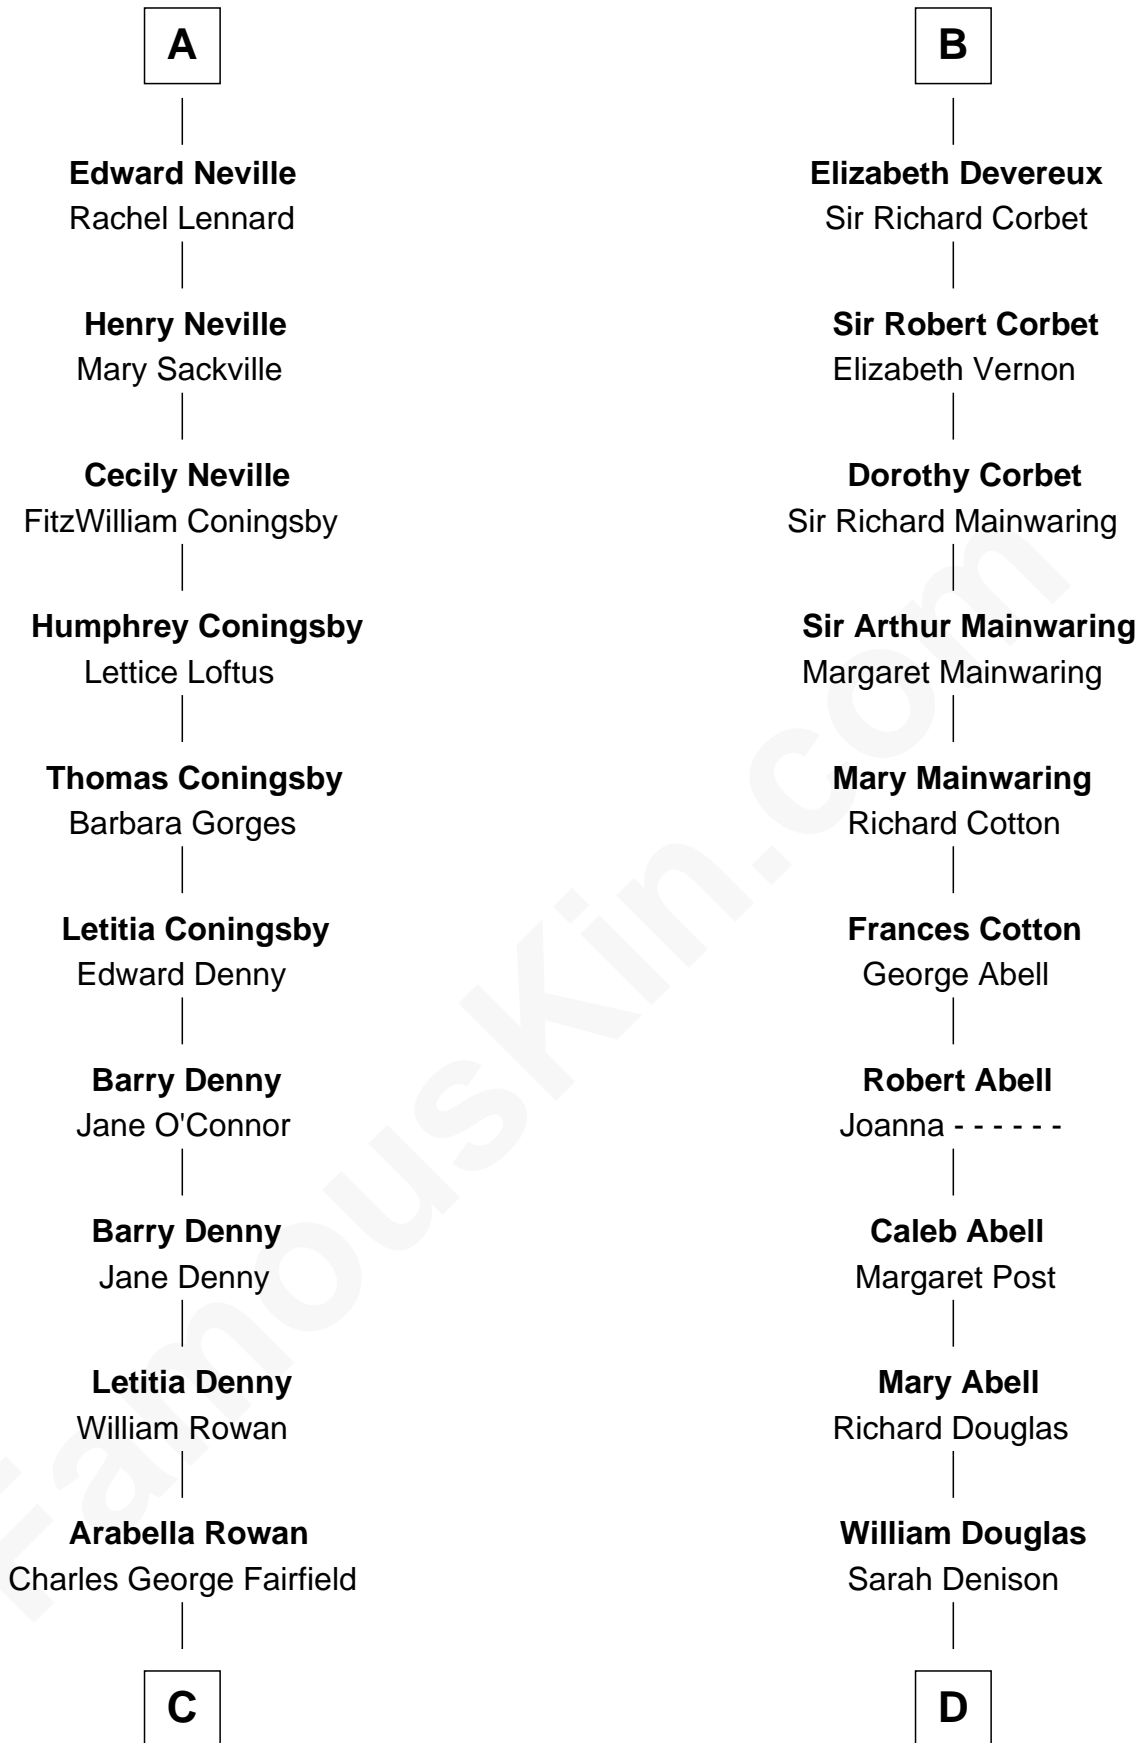 A
Edward Neville
Rachel Lennard
Henry Neville
Mary Sackville
Cecily Neville
FitzWilliam Coningsby
Humphrey Coningsby
Lettice Loftus
Thomas Coningsby
Barbara Gorges
Letitia Coningsby
Edward Denny
Barry Denny
Jane O'Connor
Barry Denny
Jane Denny
Letitia Denny
William Rowan
Arabella Rowan
Charles George Fairfield
C
B
Elizabeth Devereux
Sir Richard Corbet
Sir Robert Corbet
Elizabeth Vernon
Dorothy Corbet
Sir Richard Mainwaring
Sir Arthur Mainwaring
Margaret Mainwaring
Mary Mainwaring
Richard Cotton
Frances Cotton
George Abell
Robert Abell
Joanna - - - - - -
Caleb Abell
Margaret Post
Mary Abell
Richard Douglas
William Douglas
Sarah Denison
D
FamousKin.com